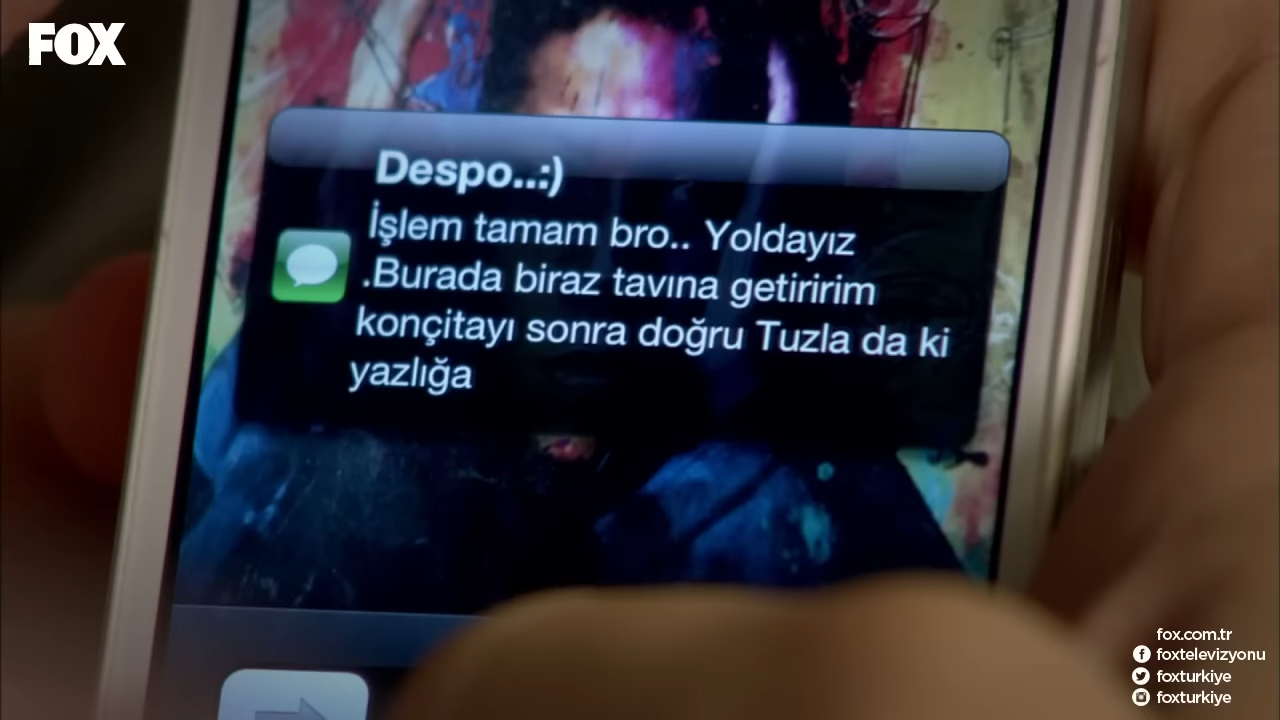 FOX
Despo..:)
İşlem tamam bro.. Yoldayız
.Burada biraz tavına getiririm
konçitayı sonra doğru Tuzla da ki
yazlığa
fox.com.tr
foxtelevizyonu
foxturkiye
foxturkiye